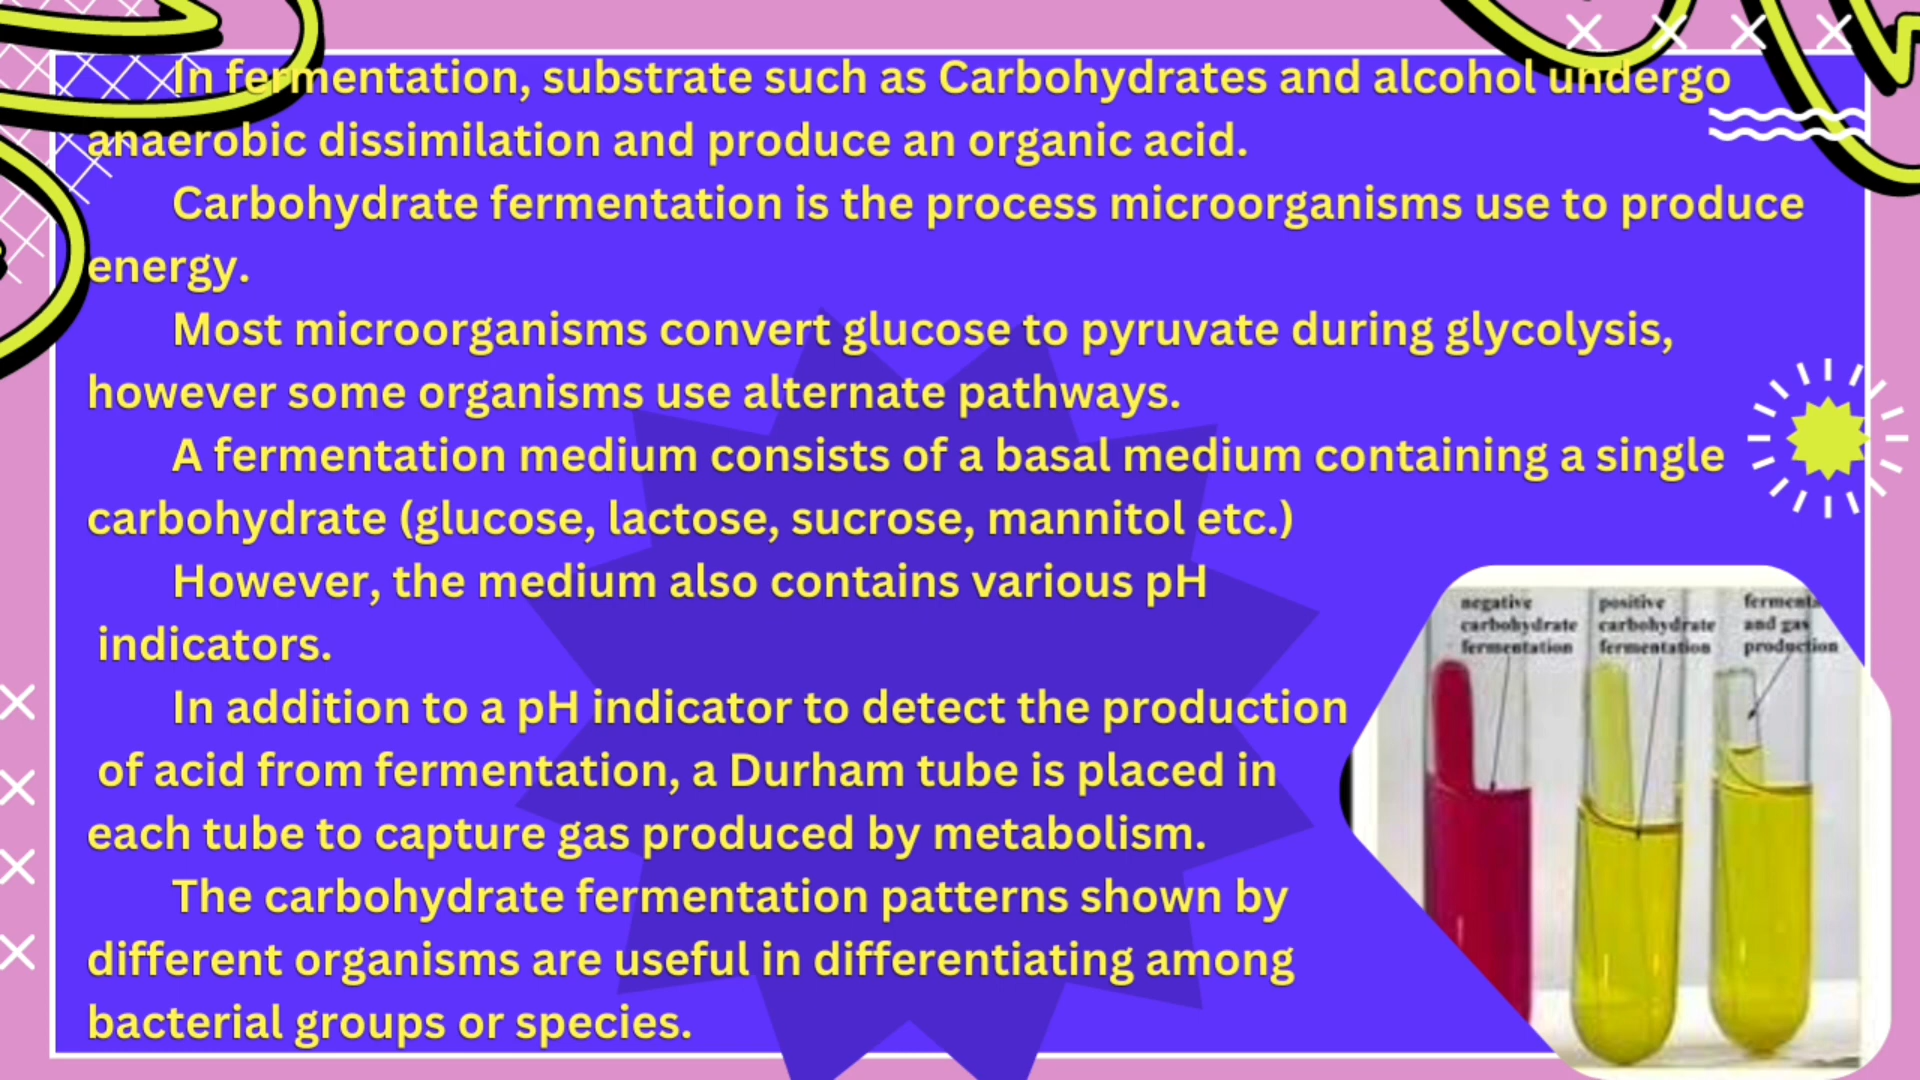 In fermentation, substrate such as Carbohydrates and alcohol undergo
anaerobic dissimilation and produce an organic acid.
Carbohydrate fermentation is the process microorganisms use to produce
energy.
Most microorganisms convert glucose to pyruvate during glycolysis,
however some organisms use alternate pathways.
A fermentation medium consists of a basal medium containing a single
carbohydrate (glucose, lactose, sucrose, mannitol etc.)
However, the medium also contains various pH
indicators.
In addition to a pH indicator to detect the production
of acid from fermentation, a Durham tube is placed in
each tube to capture gas produced by metabolism.
The carbohydrate fermentation patterns shown by
different organisms are useful in differentiating among
bacterial groups or species.
negative
carbohydrate
fermentation
positive
carbohydrate
fermentation
and gas
production